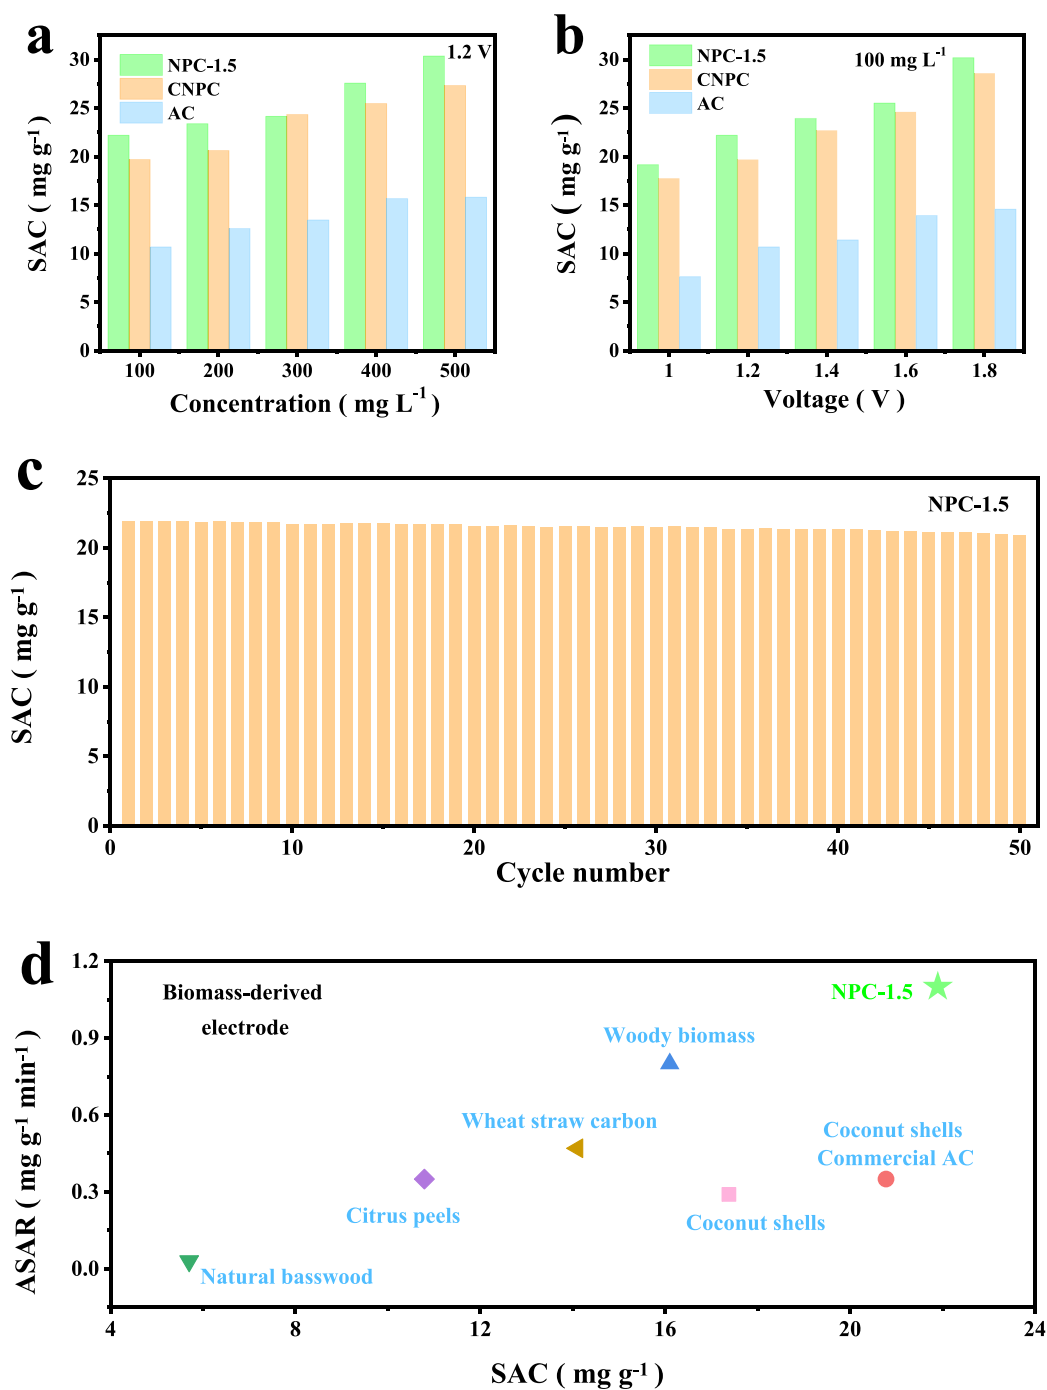 a
1.2 V
NPC-1.5
CNPC
AC
SAC ( mg g⁻¹ )
30
25
20
15
10
5
0
100 200 300 400 500
Concentration ( mg L⁻¹ )
b
100 mg L⁻¹
NPC-1.5
CNPC
AC
SAC ( mg g⁻¹ )
30
25
20
15
10
5
0
1 1.2 1.4 1.6 1.8
Voltage ( V )
c
NPC-1.5
SAC ( mg g⁻¹ )
25
20
15
10
5
0
0 10 20 30 40 50
Cycle number
d
ASAR ( mg g⁻¹ min⁻¹ )
1.2
0.9
0.6
0.3
0.0
Biomass-derived
electrode
NPC-1.5
Woody biomass
Wheat straw carbon
Coconut shells
Commercial AC
Citrus peels
Coconut shells
Natural basswood
4 8 12 16 20 24
SAC ( mg g⁻¹ )